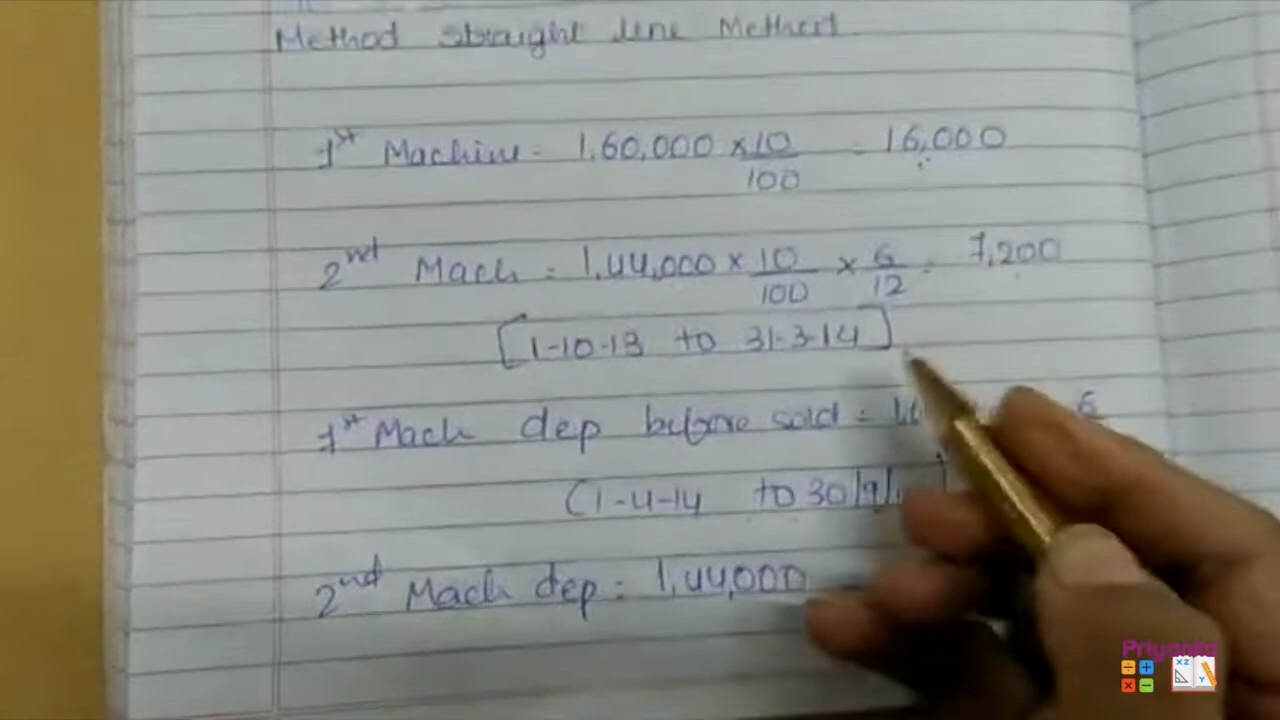 Method straight line Method
1st Machine = 1,60,000 × 10/100 = 16,000
2nd Mach = 1,44,000 × 10/100 × 6/12 = 7,200
[1-10-13 to 31-3-14]
1st Mach dep before sold = 6
(1-4-14 to 30/9/
2nd Mach dep = 1,44,000
Priyanka